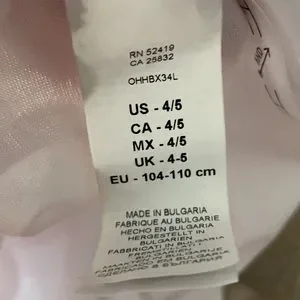 RN 52419
CA 25832
OHHBX34L
US - 4/5
CA - 4/5
MX - 4/5
UK - 4-5
EU - 104-110 cm
MADE IN BULGARIA
FABRIQUE AU BULGARIE
HECHO EN BULGARIA
HERGESTELLT IN
BULGARIEN
FABBRICATO IN BULGARIA